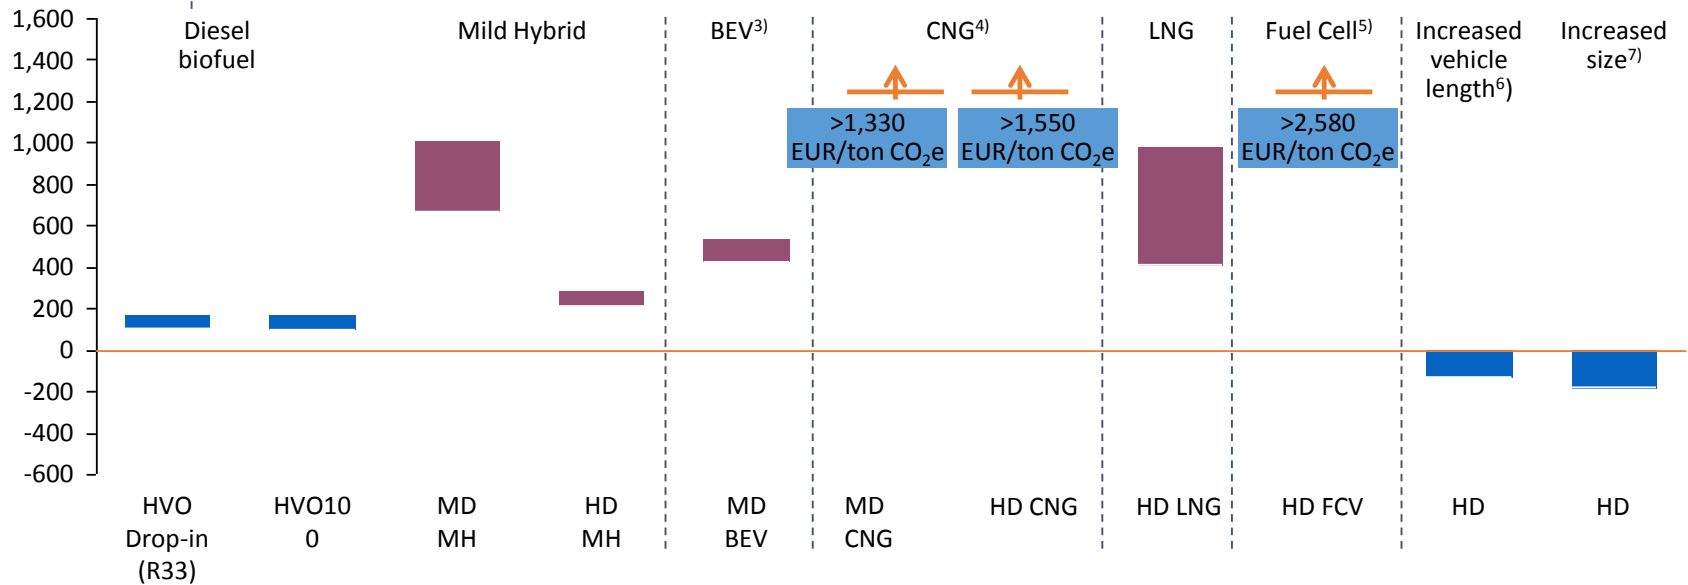 1,600
1,400
1,200
1,000
800
600
400
200
0
-200
-400
-600
Diesel
biofuel
Mild Hybrid
BEV3)
CNG4)
LNG
Fuel Cell5)
Increased
vehicle
length6)
Increased
size7)
>1,330
EUR/ton CO2e
>1,550
EUR/ton CO2e
>2,580
EUR/ton CO2e
HVO
Drop-in
(R33)
HVO10
0
MD
MH
HD
MH
MD
BEV
MD
CNG
HD CNG
HD LNG
HD FCV
HD
HD